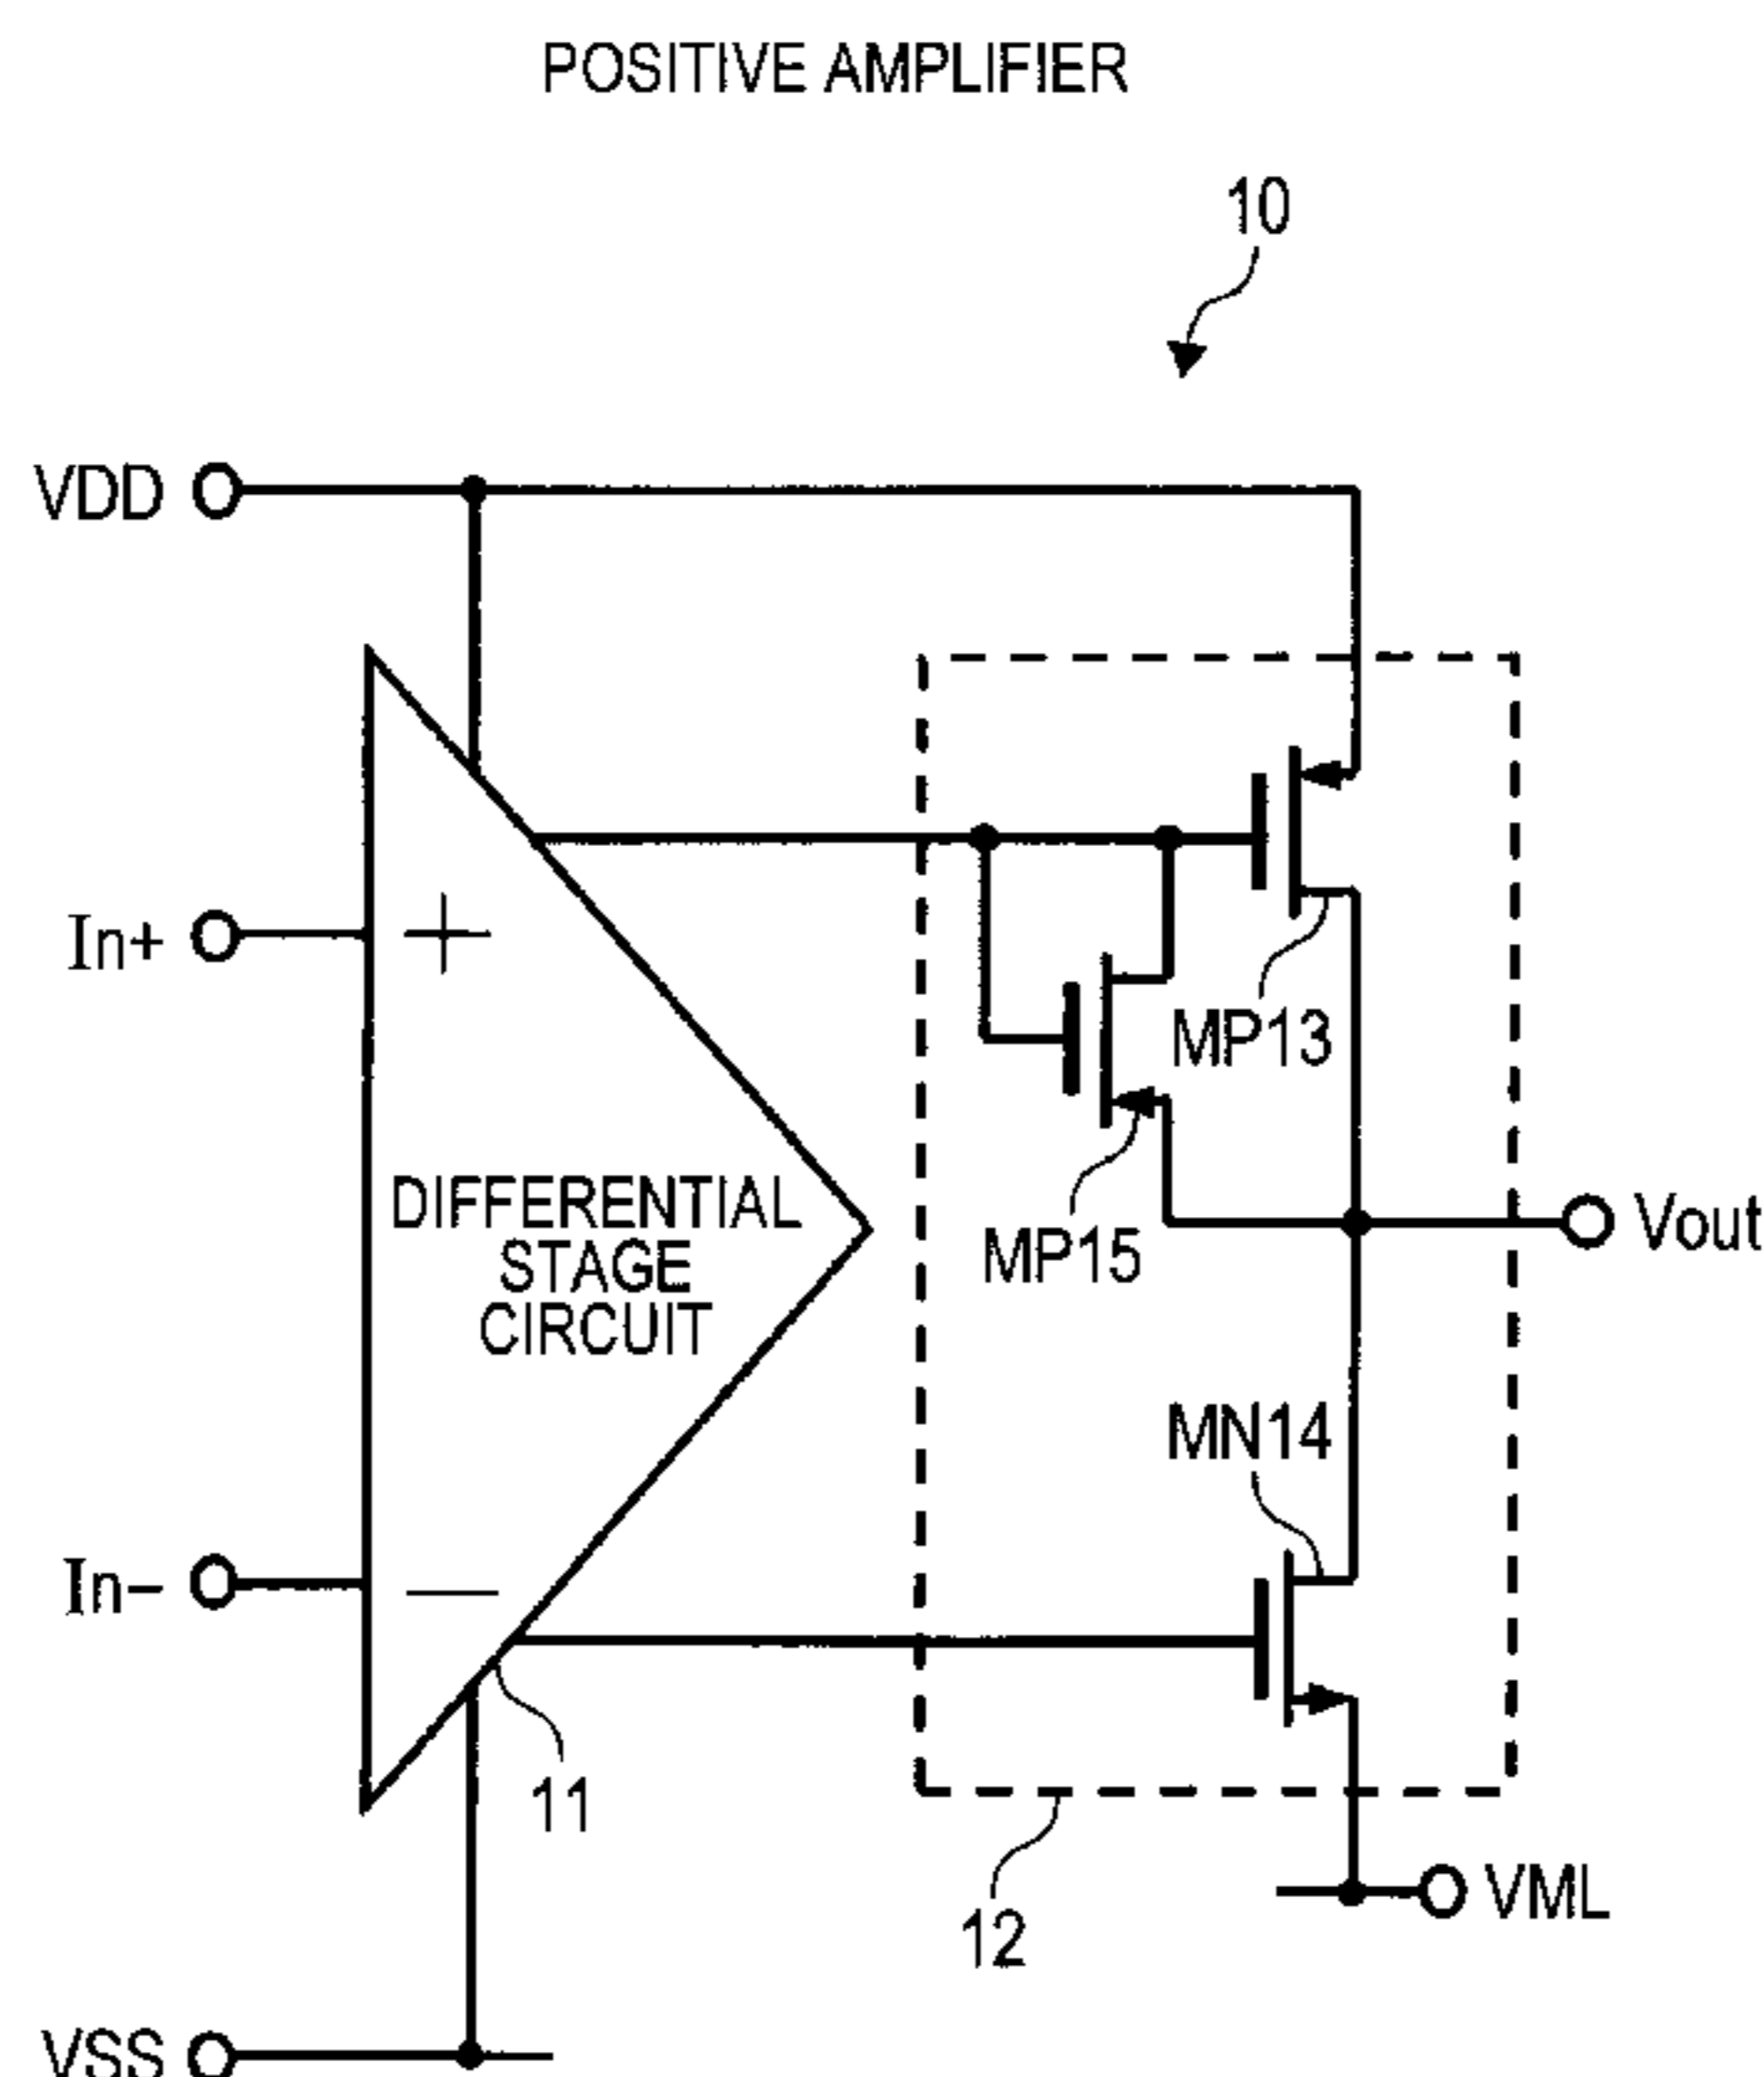 POSITIVE AMPLIFIER
10
VDD
In+
+
MP13
DIFFERENTIAL
STAGE
CIRCUIT
MP15
Vout
MN14
In−
−
11
12
VML
VSS